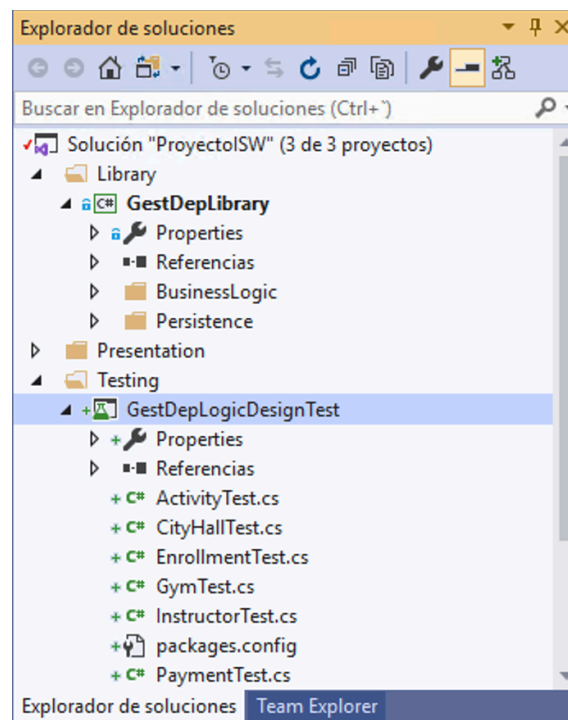 Explorador de soluciones
Buscar en Explorador de soluciones (Ctrl+`)
Solución "ProyectoISW" (3 de 3 proyectos)
Library
C# GestDepLibrary
Properties
Referencias
BusinessLogic
Persistence
Presentation
Testing
GestDepLogicDesignTest
Properties
Referencias
C# ActivityTest.cs
C# CityHallTest.cs
C# EnrollmentTest.cs
C# GymTest.cs
C# InstructorTest.cs
packages.config
C# PaymentTest.cs
Explorador de soluciones Team Explorer